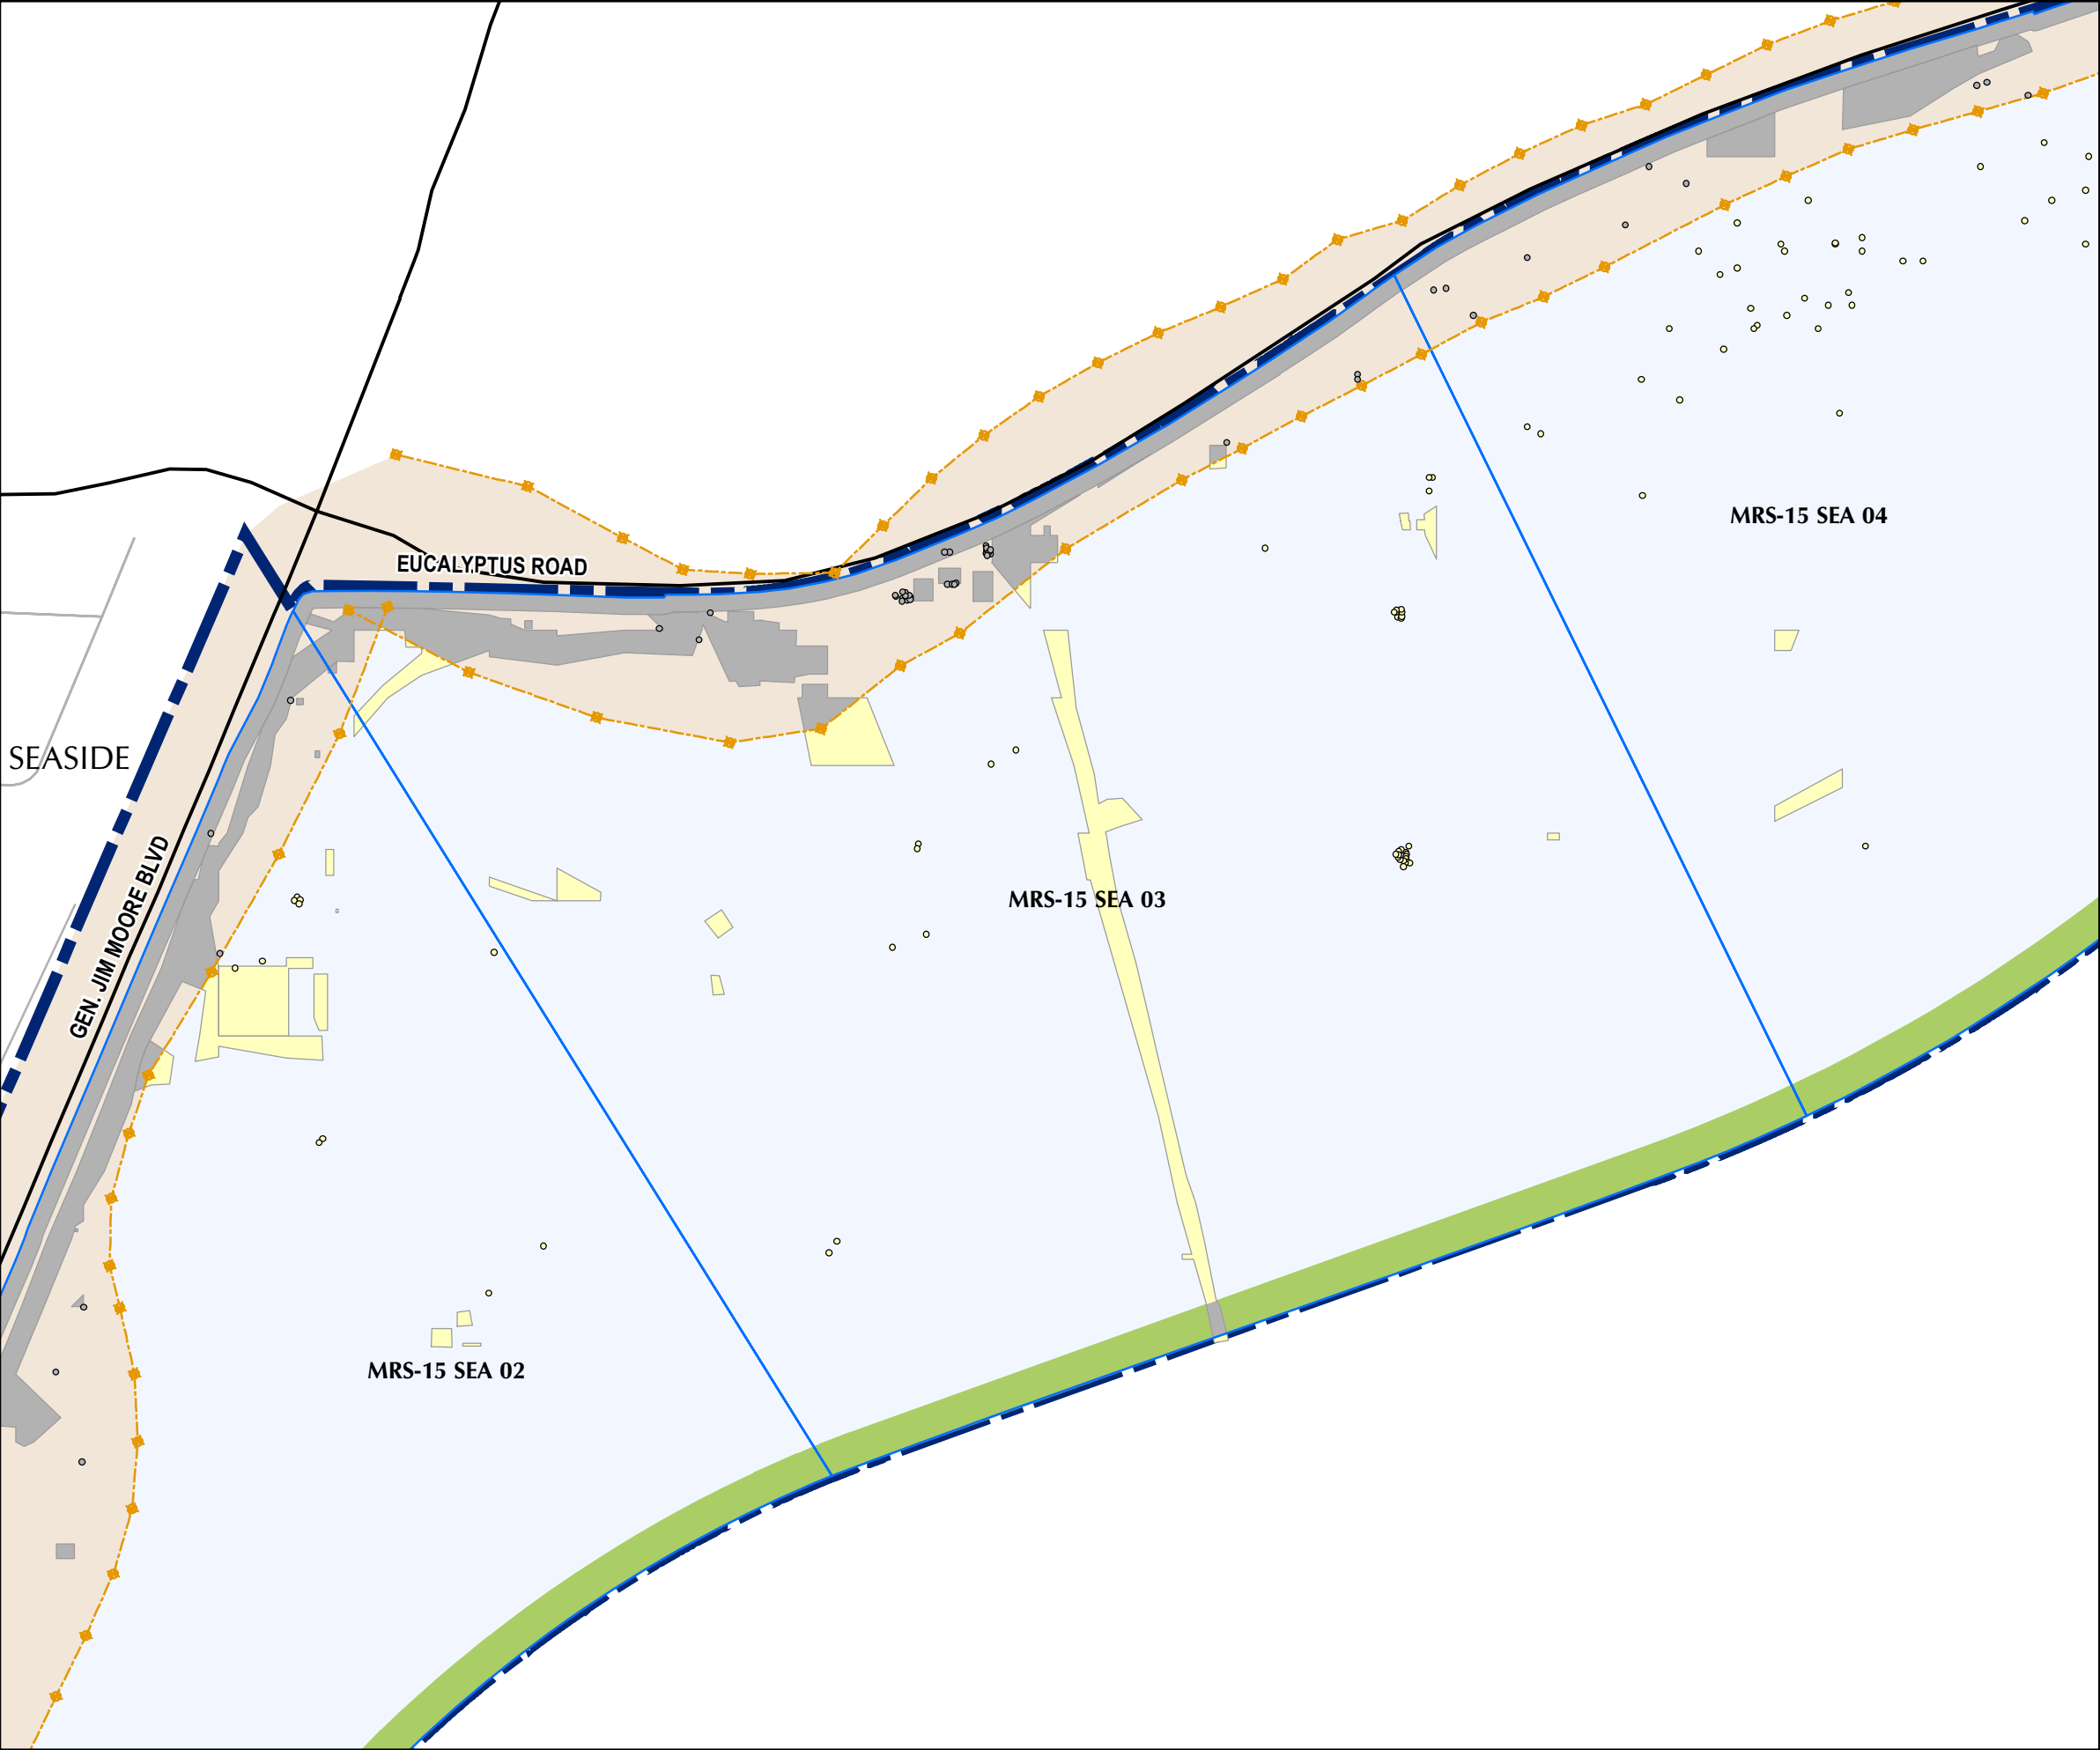 MRS-15 SEA 04
EUCALYPTUS ROAD
SEASIDE
GEN. JIM MOORE BLVD
MRS-15 SEA 03
MRS-15 SEA 02